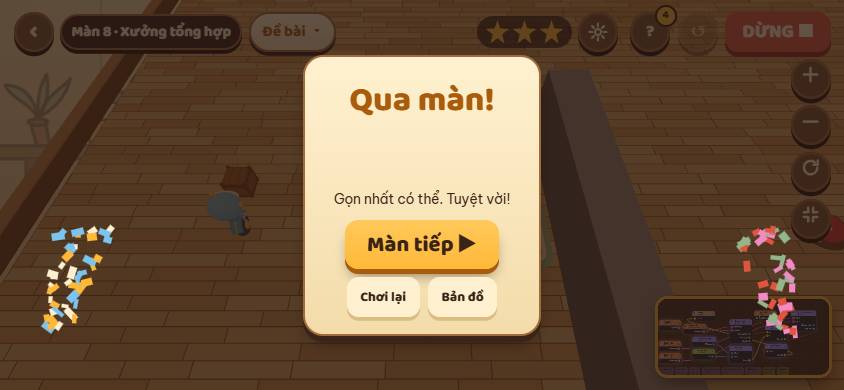 Màn 8 · Xưởng tổng hợp
Đề bài
?
4
DỪNG
Qua màn!
Gọn nhất có thể. Tuyệt vời!
Màn tiếp
Chơi lại
Bản đồ